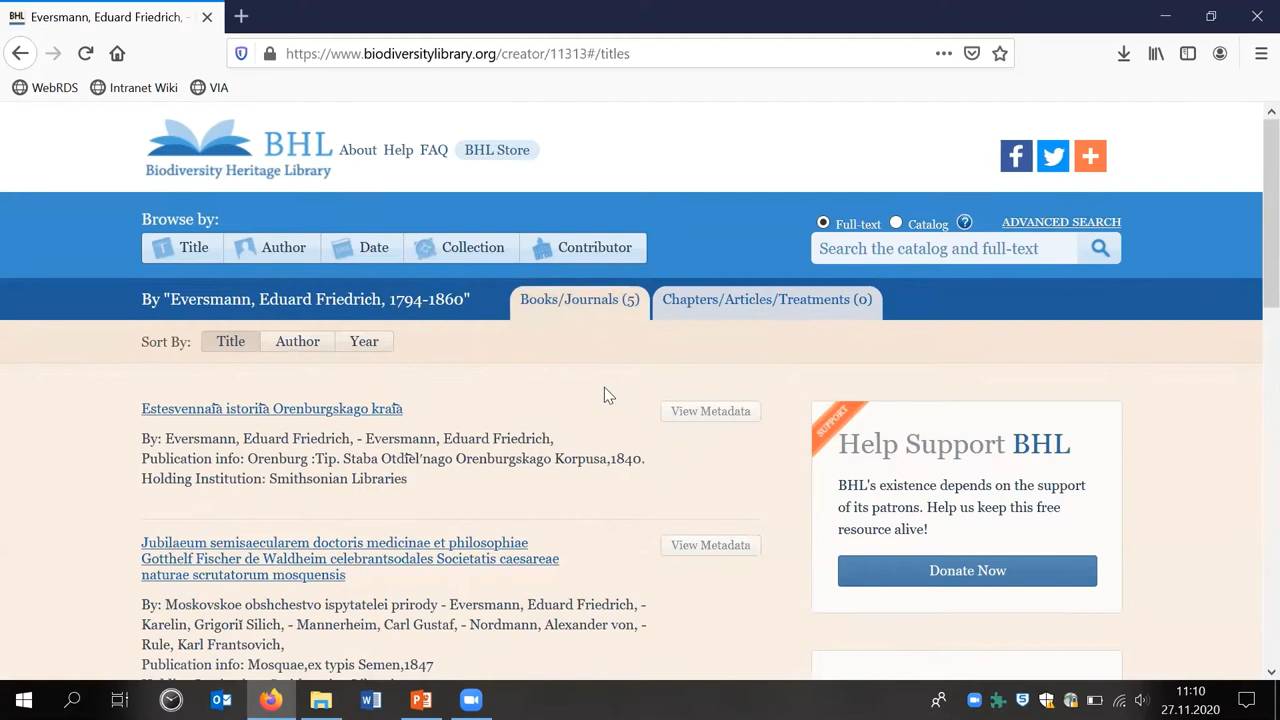 BHL Eversmann, Eduard Friedrich, -
https://www.biodiversitylibrary.org/creator/11313#/titles
WebRDS Intranet Wiki VIA
BHL
Biodiversity Heritage Library
About Help FAQ BHL Store
Browse by:
Title Author Date Collection Contributor
Full-text Catalog ? ADVANCED SEARCH
Search the catalog and full-text
By "Eversmann, Eduard Friedrich, 1794-1860"
Books/Journals (5) Chapters/Articles/Treatments (0)
Sort By: Title Author Year
Estesvennai͡a istorii͡a Orenburgskago krai͡a
View Metadata
By: Eversmann, Eduard Friedrich, - Eversmann, Eduard Friedrich,
Publication info: Orenburg :Tip. Staba Otdi͡el'nago Orenburgskago Korpusa,1840.
Holding Institution: Smithsonian Libraries
Jubilaeum semisaecularem doctoris medicinae et philosophiae
Gotthelf Fischer de Waldheim celebrantsodales Societatis caesareae
naturae scrutatorum mosquensis
View Metadata
By: Moskovskoe obshchestvo ispytatelei prirody - Eversmann, Eduard Friedrich, -
Karelin, Grigoriĭ Silich, - Mannerheim, Carl Gustaf, - Nordmann, Alexander von, -
Rule, Karl Frantsovich,
Publication info: Mosquae,ex typis Semen,1847
SUPPORT
Help Support BHL
BHL's existence depends on the support
of its patrons. Help us keep this free
resource alive!
Donate Now
11:10
27.11.2020